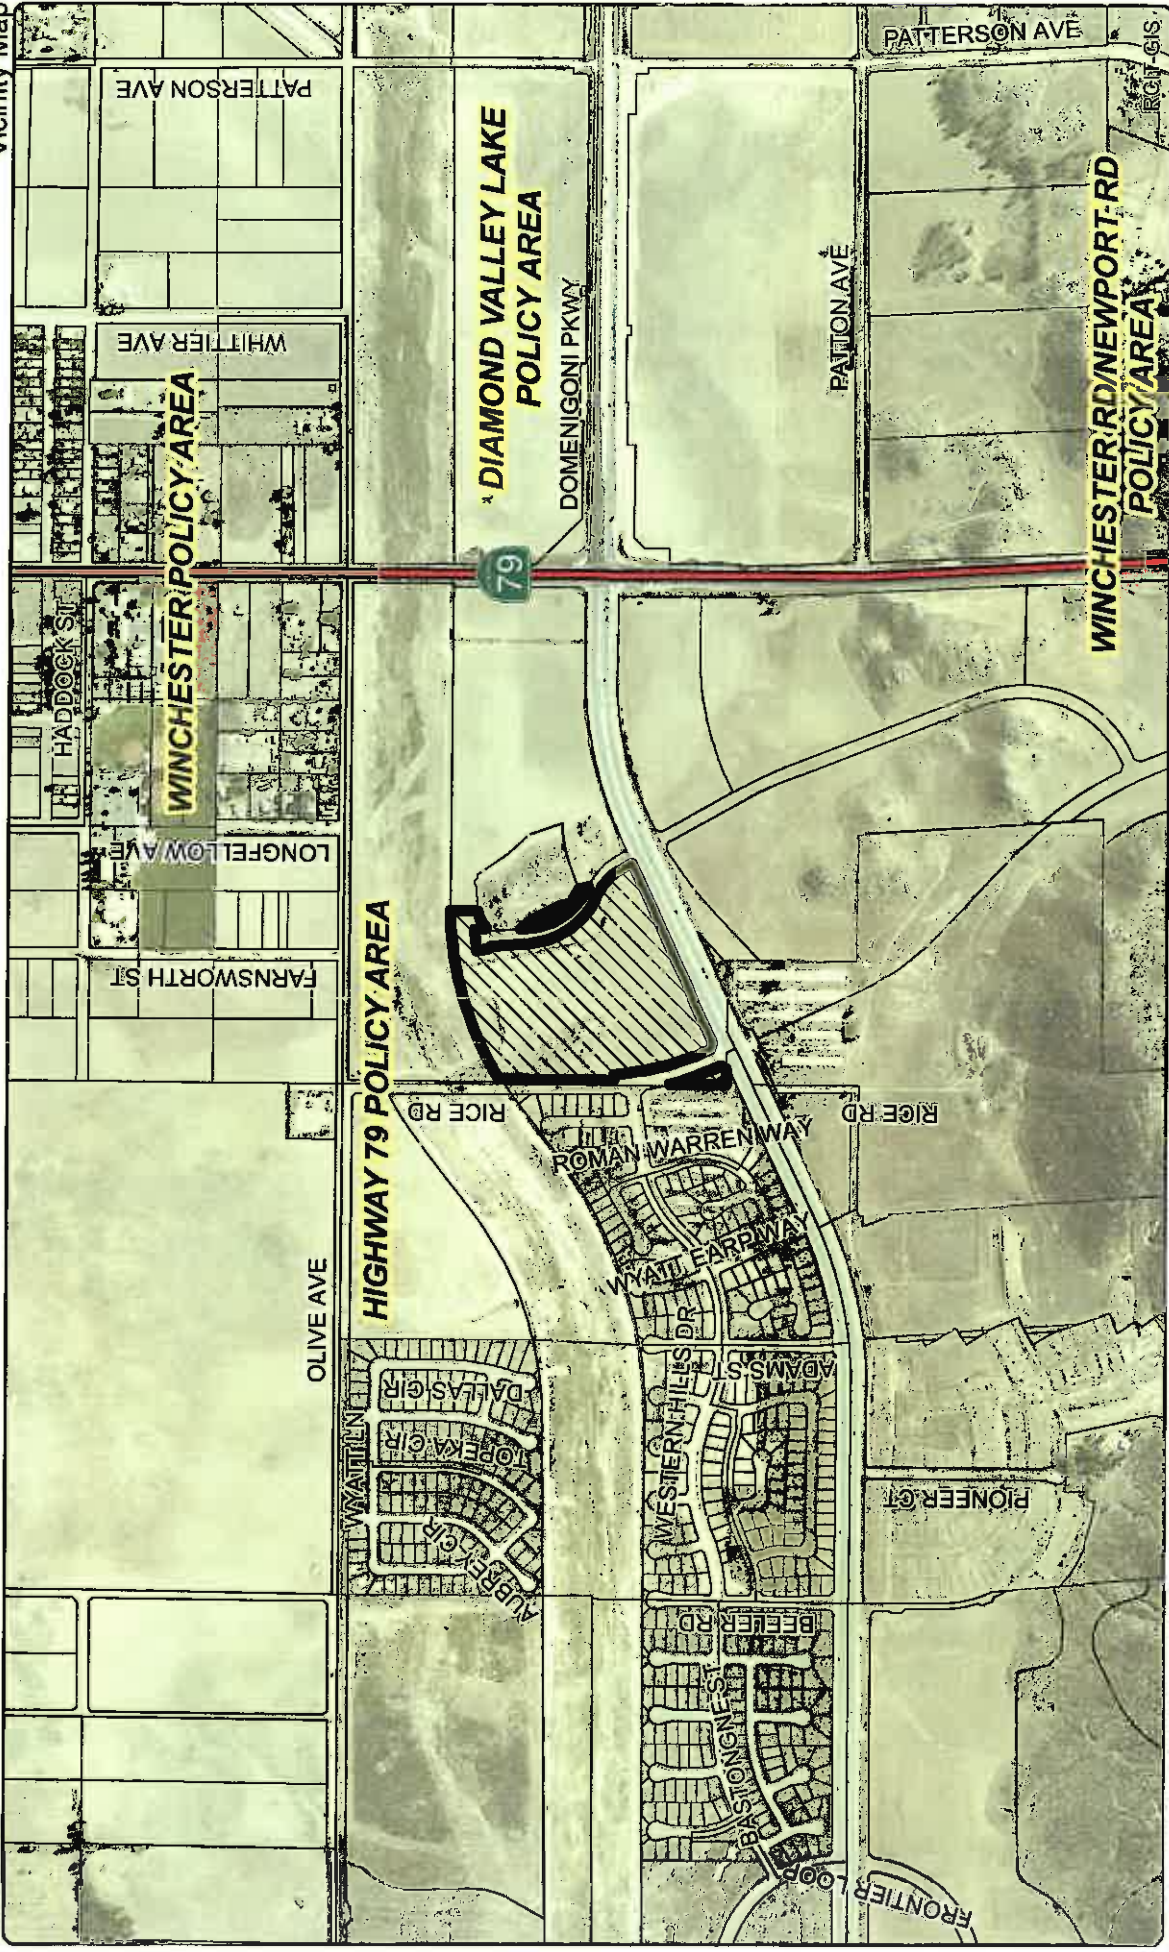 Vicinity Map
PATTERSON AVE
PATTERSON AVE
RCIT-GIS
DIAMOND VALLEY LAKE
POLICY AREA
WHITTIER AVE
DOMENIGONI PKWY
PATTON AVE
WINCHESTER RD/NEWPORT RD
POLICY AREA
WINCHESTER POLICY AREA
79
HADDOCK ST
LONGFELLOW AVE
FARNSWORTH ST
HIGHWAY 79 POLICY AREA
RICE RD
RICE RD
ROMAN WARREN WAY
WYATT EARP WAY
OLIVE AVE
WESTERN HILLS DR
ADAMS ST
DALLAS CIR
TOPEKA CIR
WYATT LN
AUBREY CIR
PIONEER CT
BEELER RD
BASTONGNE ST
FRONTIER LOOP